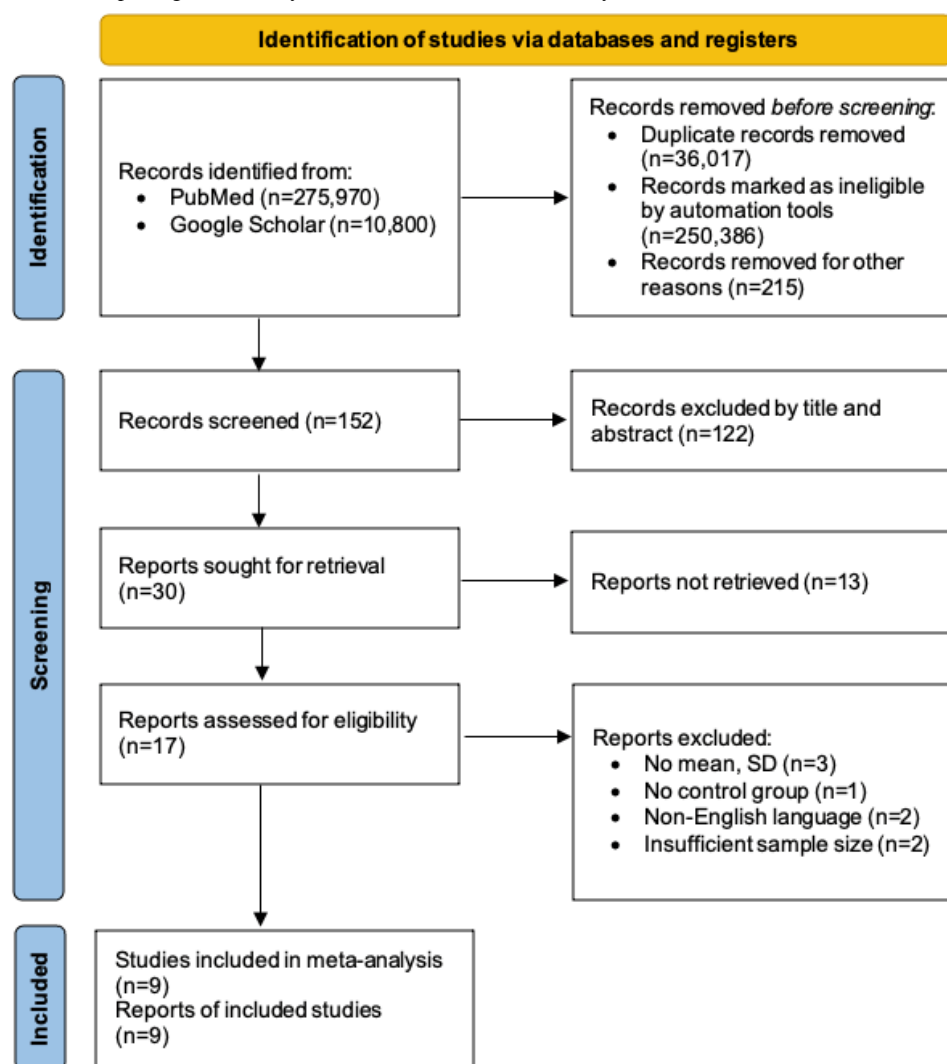 Identification of studies via databases and registers
Identification
Records identified from:
• PubMed (n=275,970)
• Google Scholar (n=10,800)
Records removed before screening:
• Duplicate records removed
(n=36,017)
• Records marked as ineligible
by automation tools
(n=250,386)
• Records removed for other
reasons (n=215)
Screening
Records screened (n=152)
Records excluded by title and
abstract (n=122)
Reports sought for retrieval
(n=30)
Reports not retrieved (n=13)
Reports assessed for eligibility
(n=17)
Reports excluded:
• No mean, SD (n=3)
• No control group (n=1)
• Non-English language (n=2)
• Insufficient sample size (n=2)
Included
Studies included in meta-analysis
(n=9)
Reports of included studies
(n=9)